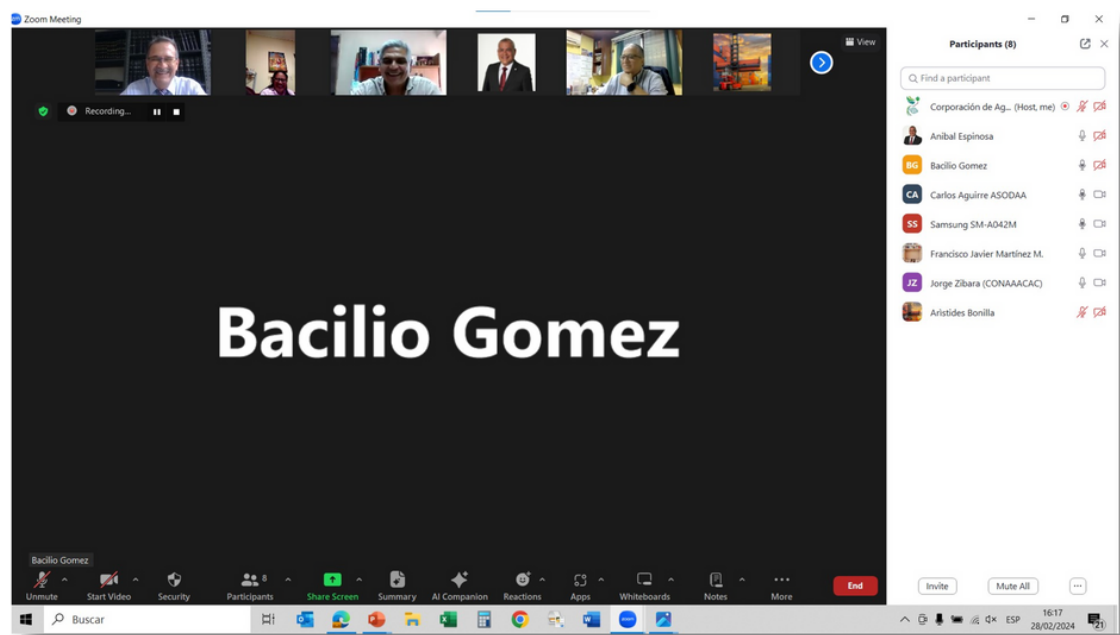 Zoom Meeting
View
Recording...
Bacilio Gomez
Bacilio Gomez
Unmute
Start Video
Security
8
Participants
Share Screen
Summary
AI Companion
Reactions
Apps
Whiteboards
Notes
More
End
Participants (8)
Find a participant
Corporación de Ag... (Host, me)
Anibal Espinosa
BG Bacilio Gomez
CA Carlos Aguirre ASODAA
SS Samsung SM-A042M
Francisco Javier Martínez M.
JZ Jorge Zibara (CONAAACAC)
Arìstides Bonilla
Invite
Mute All
Buscar
ESP
16:17
28/02/2024
21